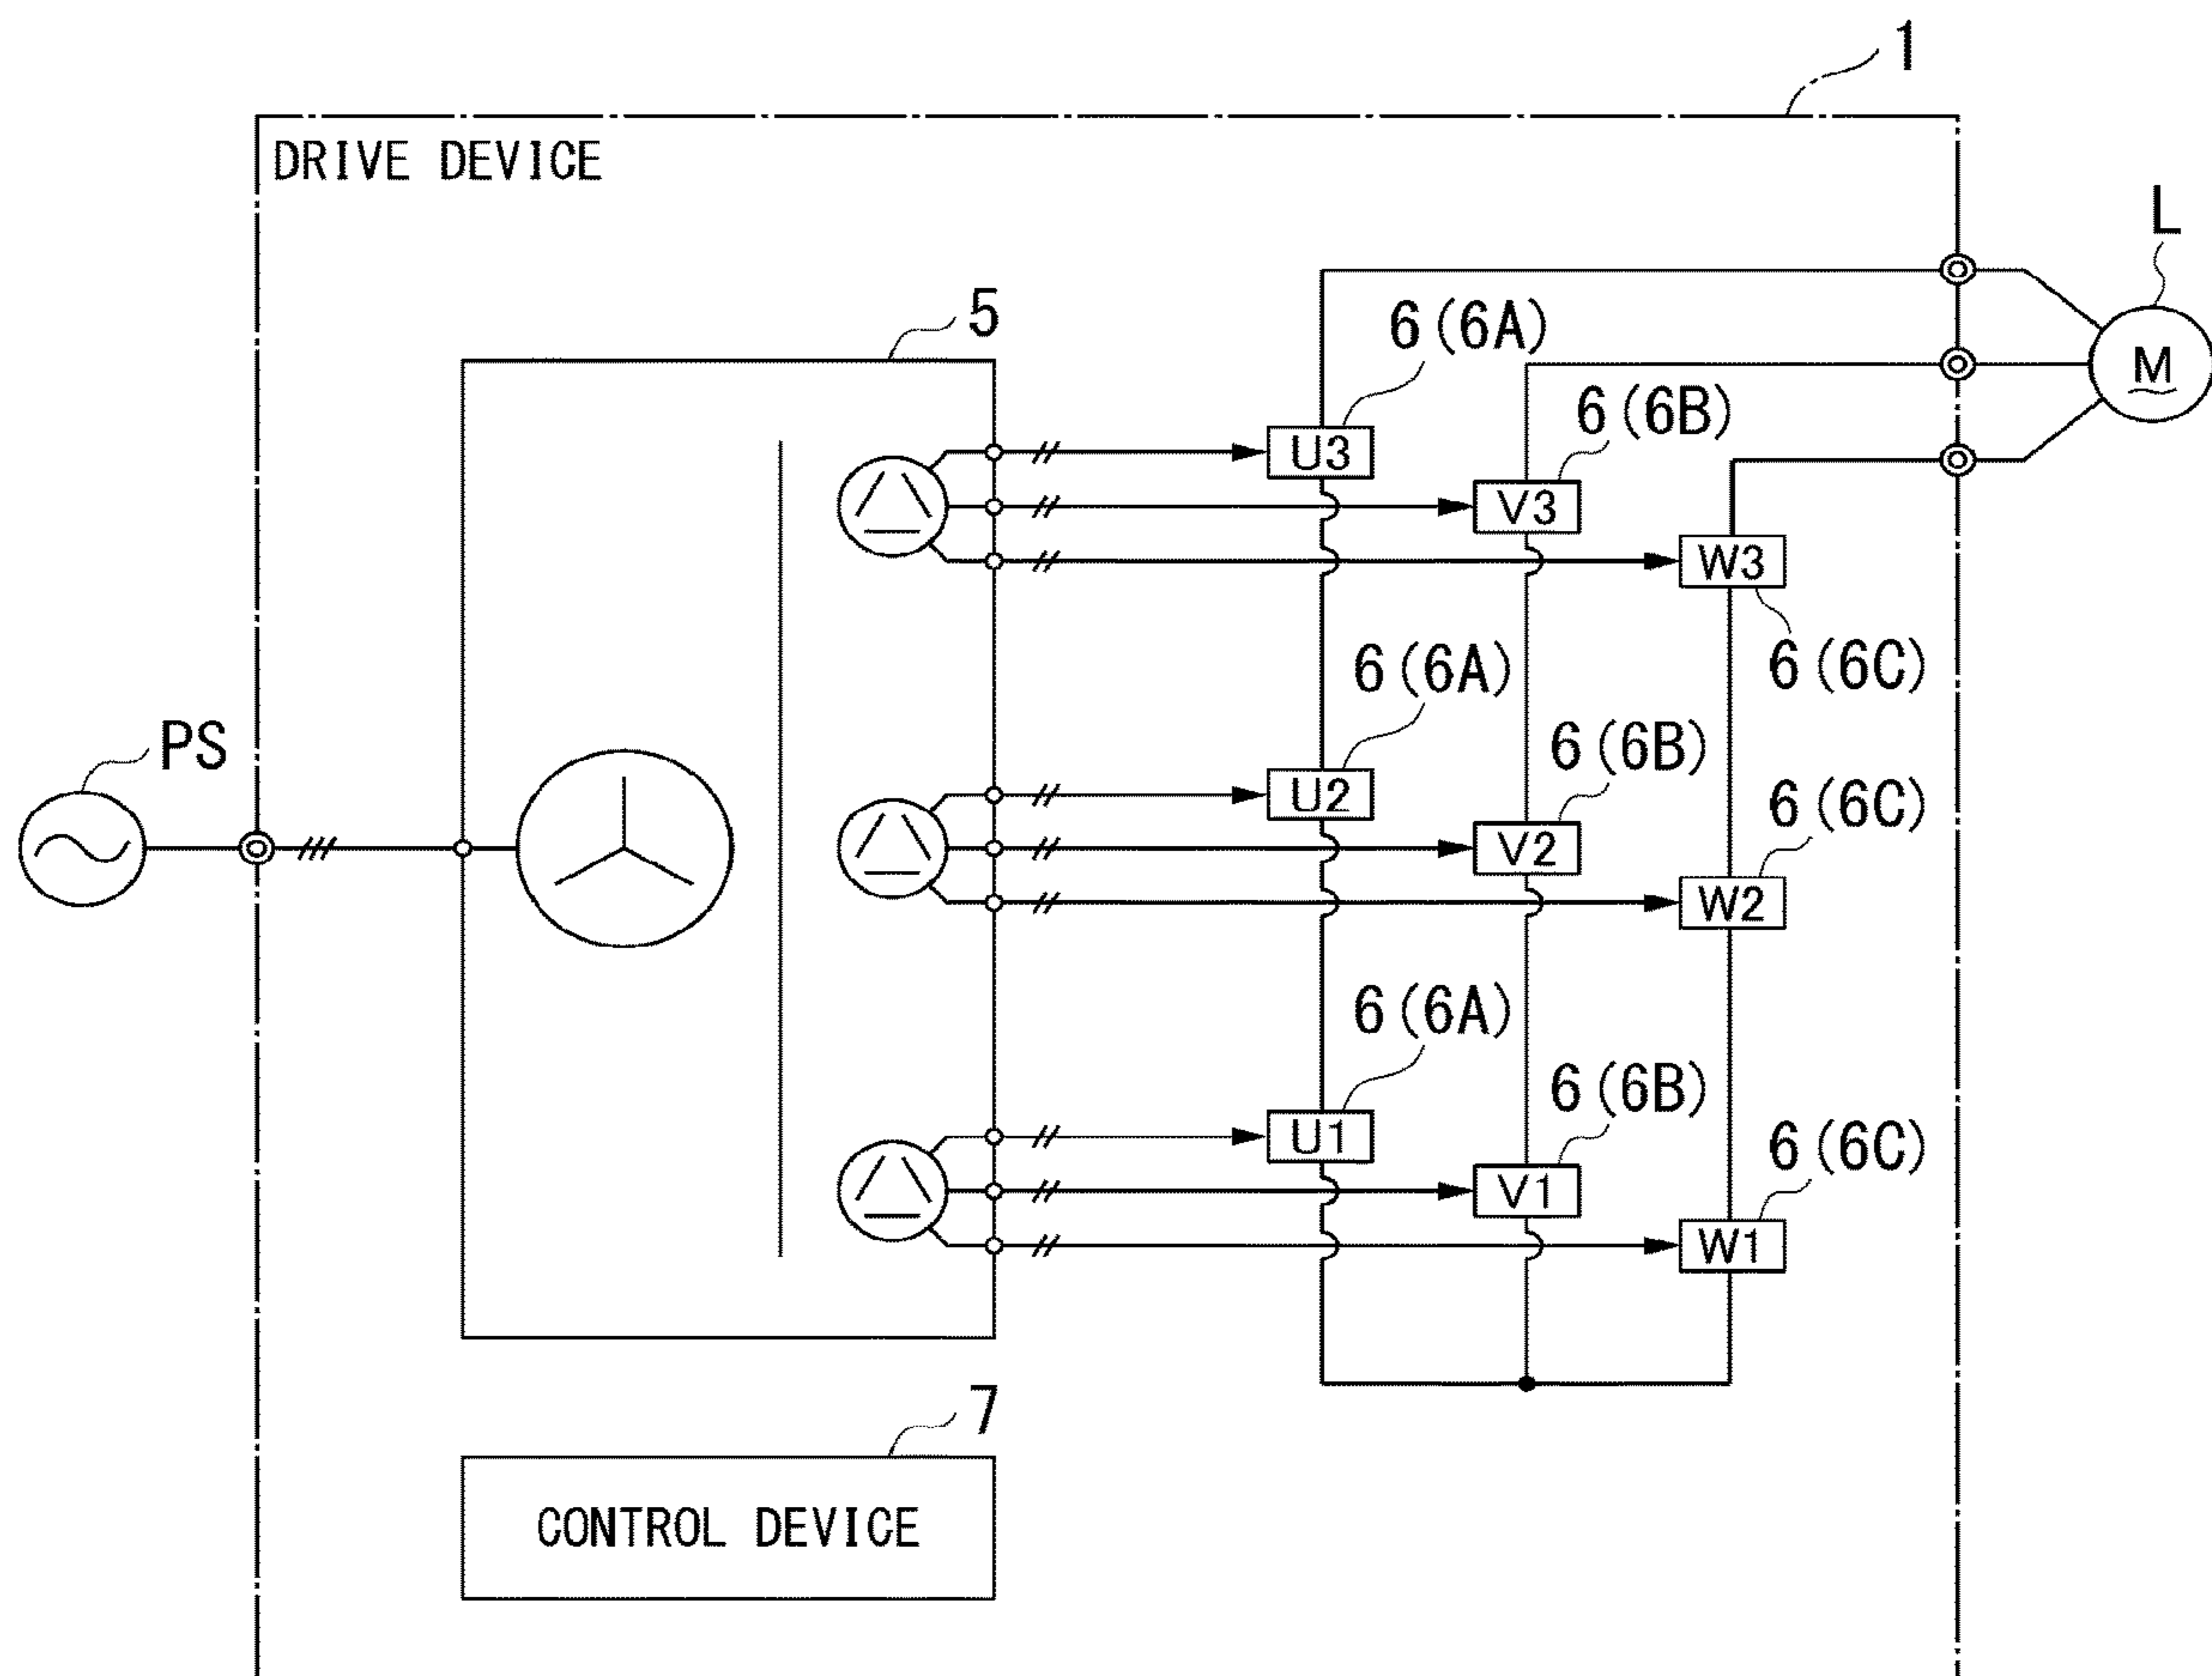 1
DRIVE DEVICE
L
5
6 (6A)
M
6 (6B)
U3
V3
W3
6 (6C)
6 (6A)
PS
6 (6B)
U2
6 (6C)
V2
W2
6 (6A)
6 (6B)
U1
6 (6C)
V1
W1
7
CONTROL DEVICE